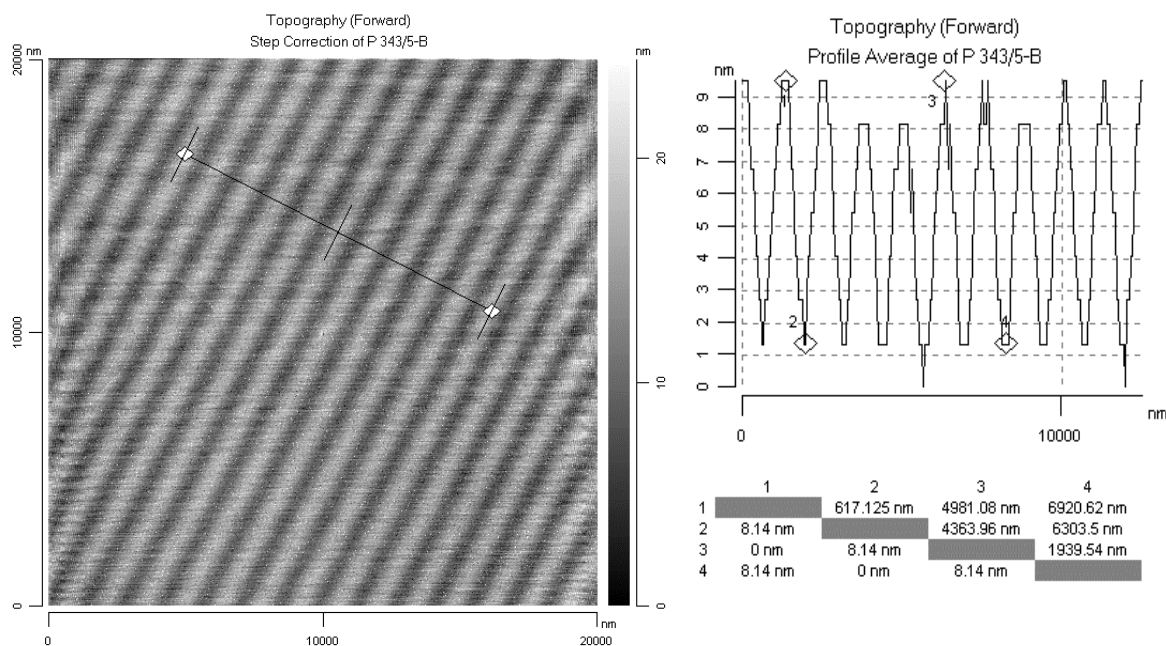 Topography (Forward)
Step Correction of P 343/5-B
nm
20000
10000
0
0
10000
20000
nm
nm
20
10
0
Topography (Forward)
Profile Average of P 343/5-B
nm
9
8
7
6
5
4
3
2
1
0
1
2
3
4
nm
0
10000
1 2 3 4
1 617.125 nm 4981.08 nm 6920.62 nm
2 8.14 nm 4363.96 nm 6303.5 nm
3 0 nm 8.14 nm 1939.54 nm
4 8.14 nm 0 nm 8.14 nm